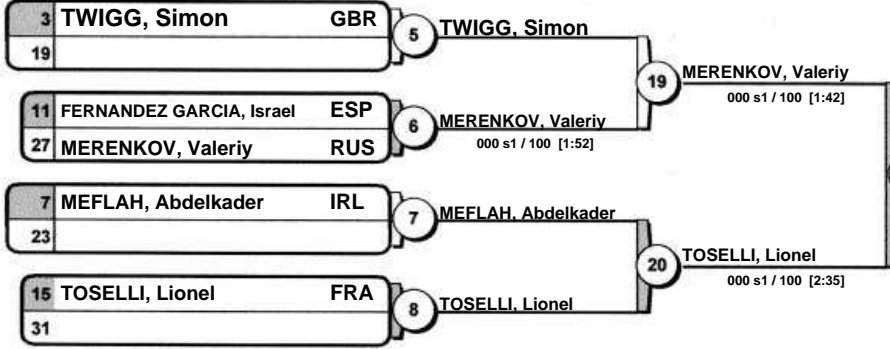 3 TWIGG, Simon GBR
19
5
TWIGG, Simon
11 FERNANDEZ GARCIA, Israel ESP
27 MERENKOV, Valeriy RUS
6
MERENKOV, Valeriy
000 s1 / 100 [1:52]
19
MERENKOV, Valeriy
000 s1 / 100 [1:42]
7 MEFLAH, Abdelkader IRL
23
7
MEFLAH, Abdelkader
15 TOSELLI, Lionel FRA
31
8
TOSELLI, Lionel
20
TOSELLI, Lionel
000 s1 / 100 [2:35]